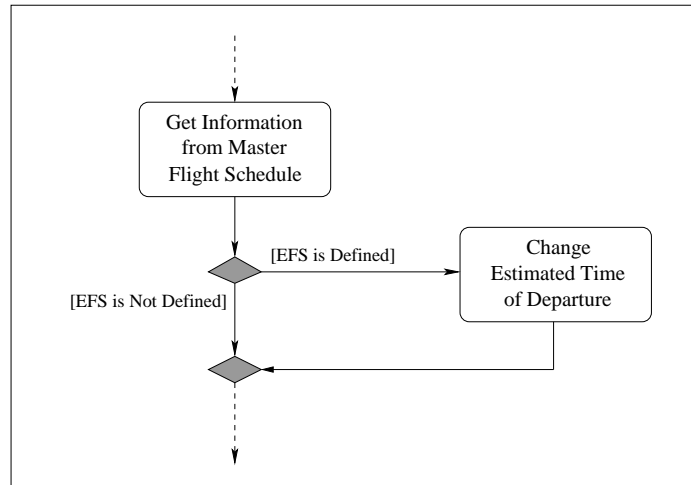 Get Information
from Master
Flight Schedule
[EFS is Defined]
Change
Estimated Time
of Departure
[EFS is Not Defined]